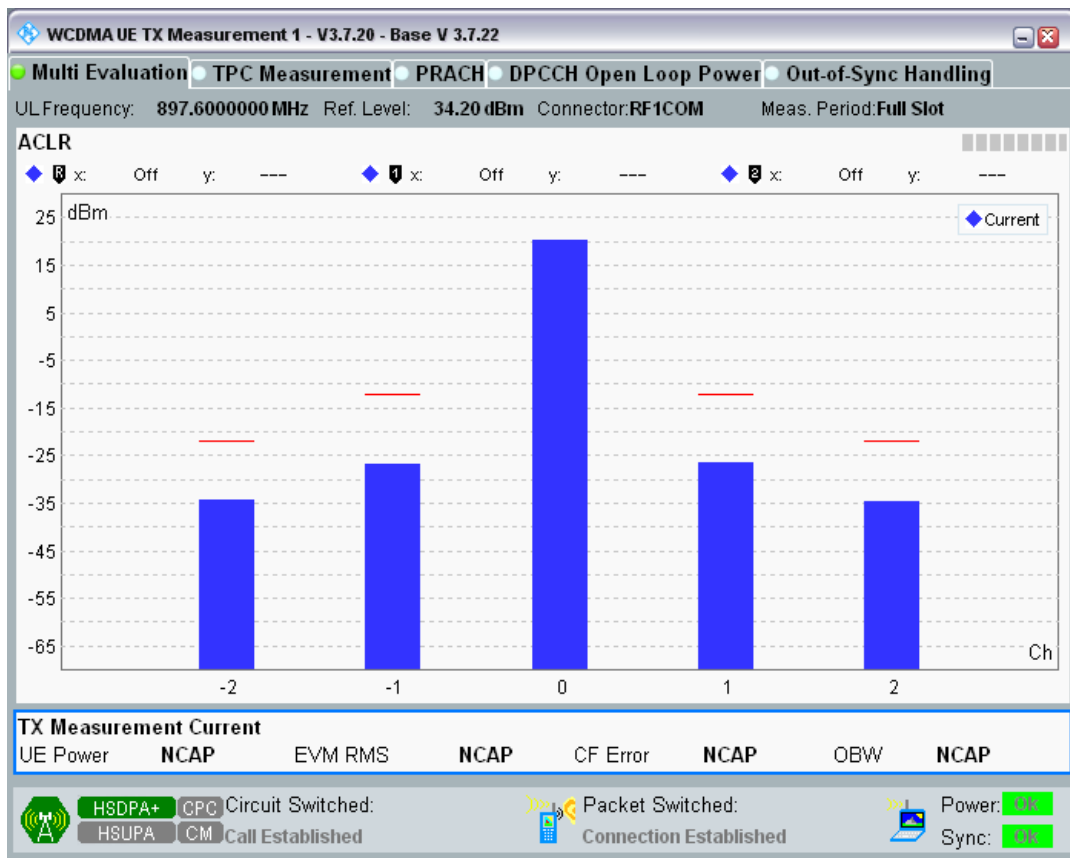 WCDMA UE TX Measurement 1 - V3.7.20 - Base V 3.7.22
Multi Evaluation TPC Measurement PRACH DPCCH Open Loop Power Out-of-Sync Handling
UL Frequency: 897.6000000 MHz Ref. Level: 34.20 dBm Connector:RF1COM Meas. Period:Full Slot
ACLR
R x: Off y: --- 1 x: Off y: --- 2 x: Off y: ---
dBm
Current
25
15
5
-5
-15
-25
-35
-45
-55
-65
Ch
-2 -1 0 1 2
TX Measurement Current
UE Power NCAP EVM RMS NCAP CF Error NCAP OBW NCAP
HSDPA+ CPC Circuit Switched: Packet Switched: Power: Ok
HSUPA CM Call Established Connection Established Sync: Ok